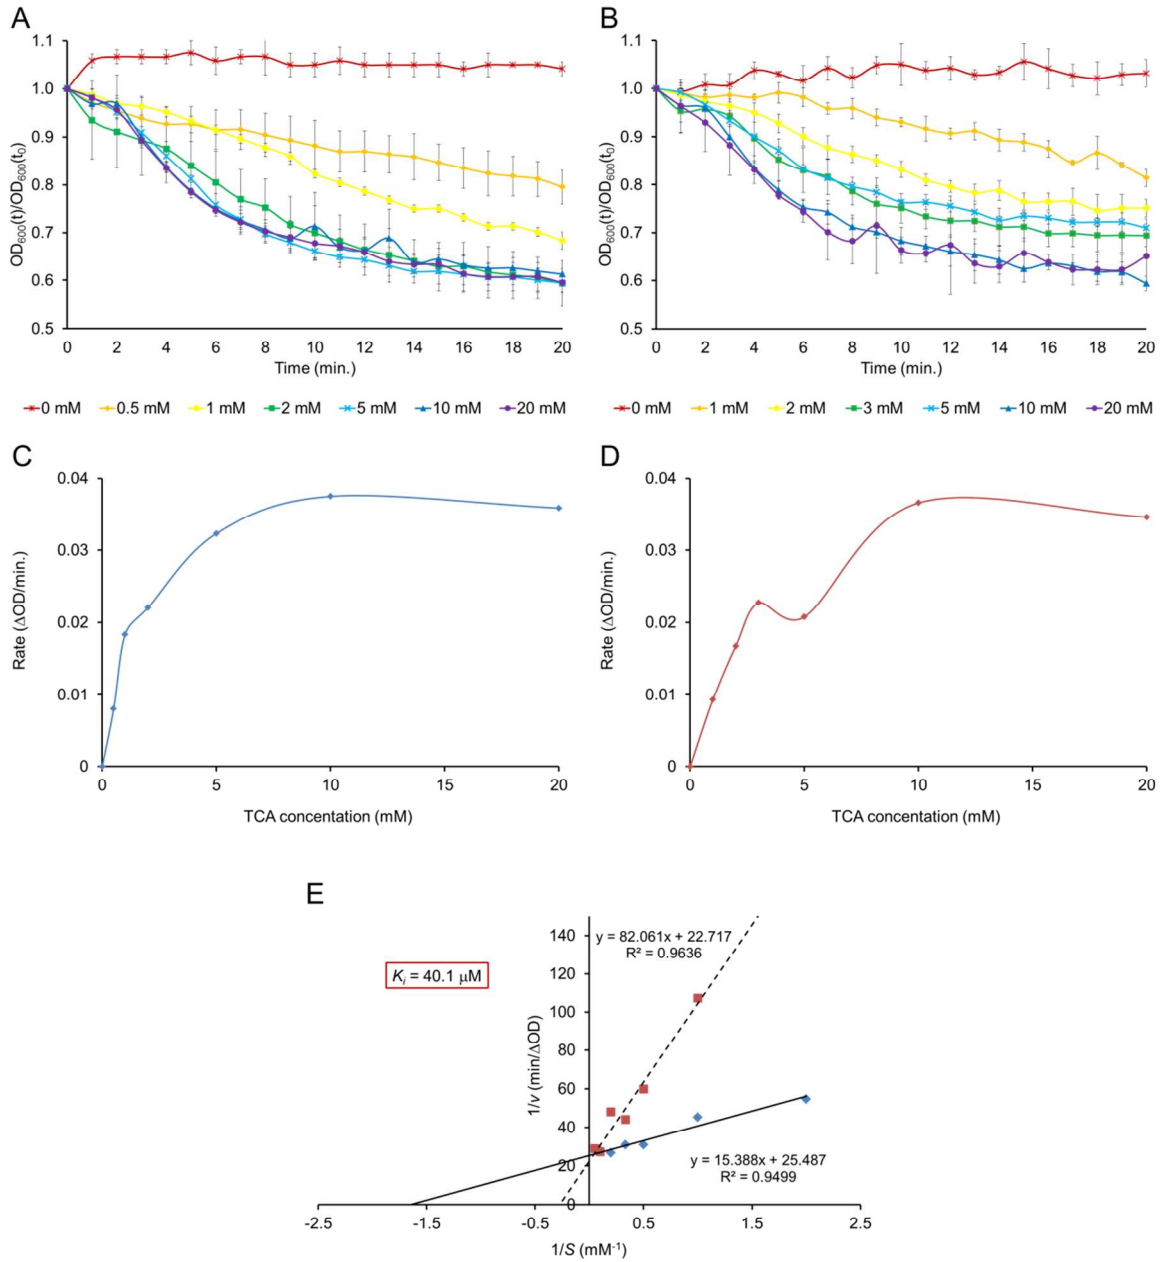 A
1.1
1.0
0.9
0.8
0.7
0.6
0.5
OD600(t)/OD600(t0)
0 2 4 6 8 10 12 14 16 18 20
Time (min.)
0 mM 0.5 mM 1 mM 2 mM 5 mM 10 mM 20 mM
B
1.1
1.0
0.9
0.8
0.7
0.6
0.5
OD600(t)/OD600(t0)
0 2 4 6 8 10 12 14 16 18 20
Time (min.)
0 mM 1 mM 2 mM 3 mM 5 mM 10 mM 20 mM
C
0.04
0.03
0.02
0.01
0
Rate (ΔOD/min.)
0 5 10 15 20
TCA concentation (mM)
D
0.04
0.03
0.02
0.01
0
Rate (ΔOD/min.)
0 5 10 15 20
TCA concentation (mM)
E
Ki = 40.1 μM
140
120
100
80
60
40
20
0
1/v (min/ΔOD)
y = 82.061x + 22.717
R² = 0.9636
y = 15.388x + 25.487
R² = 0.9499
-2.5 -1.5 -0.5 0.5 1.5 2.5
1/S (mM-1)